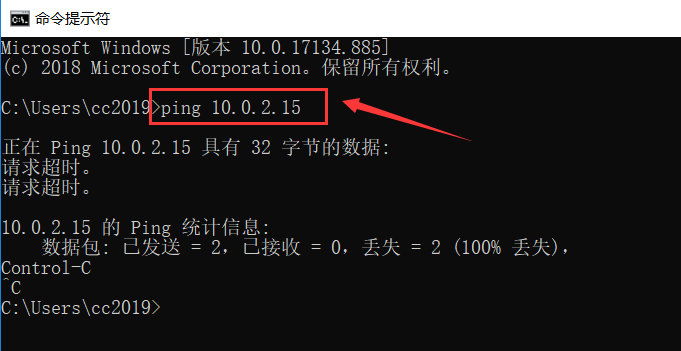 命令提示符
Microsoft Windows [版本 10.0.17134.885]
(c) 2018 Microsoft Corporation。保留所有权利。
C:\Users\cc2019>ping 10.0.2.15
正在 Ping 10.0.2.15 具有 32 字节的数据:
请求超时。
请求超时。
10.0.2.15 的 Ping 统计信息:
数据包: 已发送 = 2，已接收 = 0，丢失 = 2 (100% 丢失)，
Control-C
^C
C:\Users\cc2019>